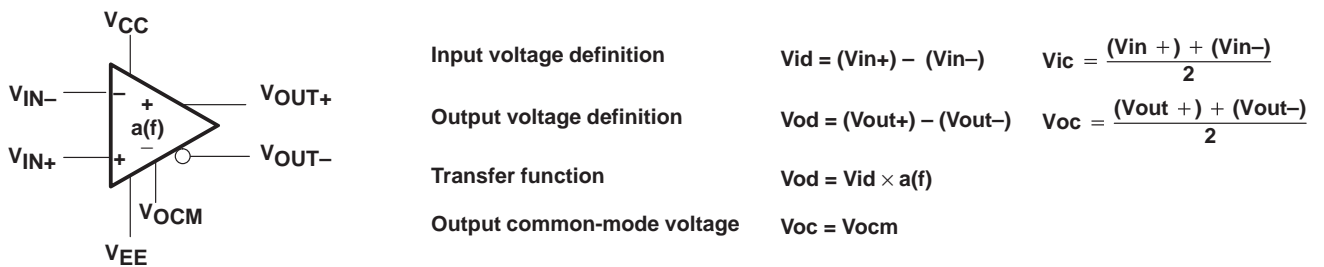 VCC
VIN–
VIN+
– +
a(f)
+ –
VOUT+
VOUT–
VOCM
VEE
Input voltage definition Vid = (Vin+) – (Vin–) Vic = (Vin +) + (Vin–) / 2
Output voltage definition Vod = (Vout+) – (Vout–) Voc = (Vout +) + (Vout–) / 2
Transfer function Vod = Vid × a(f)
Output common-mode voltage Voc = Vocm